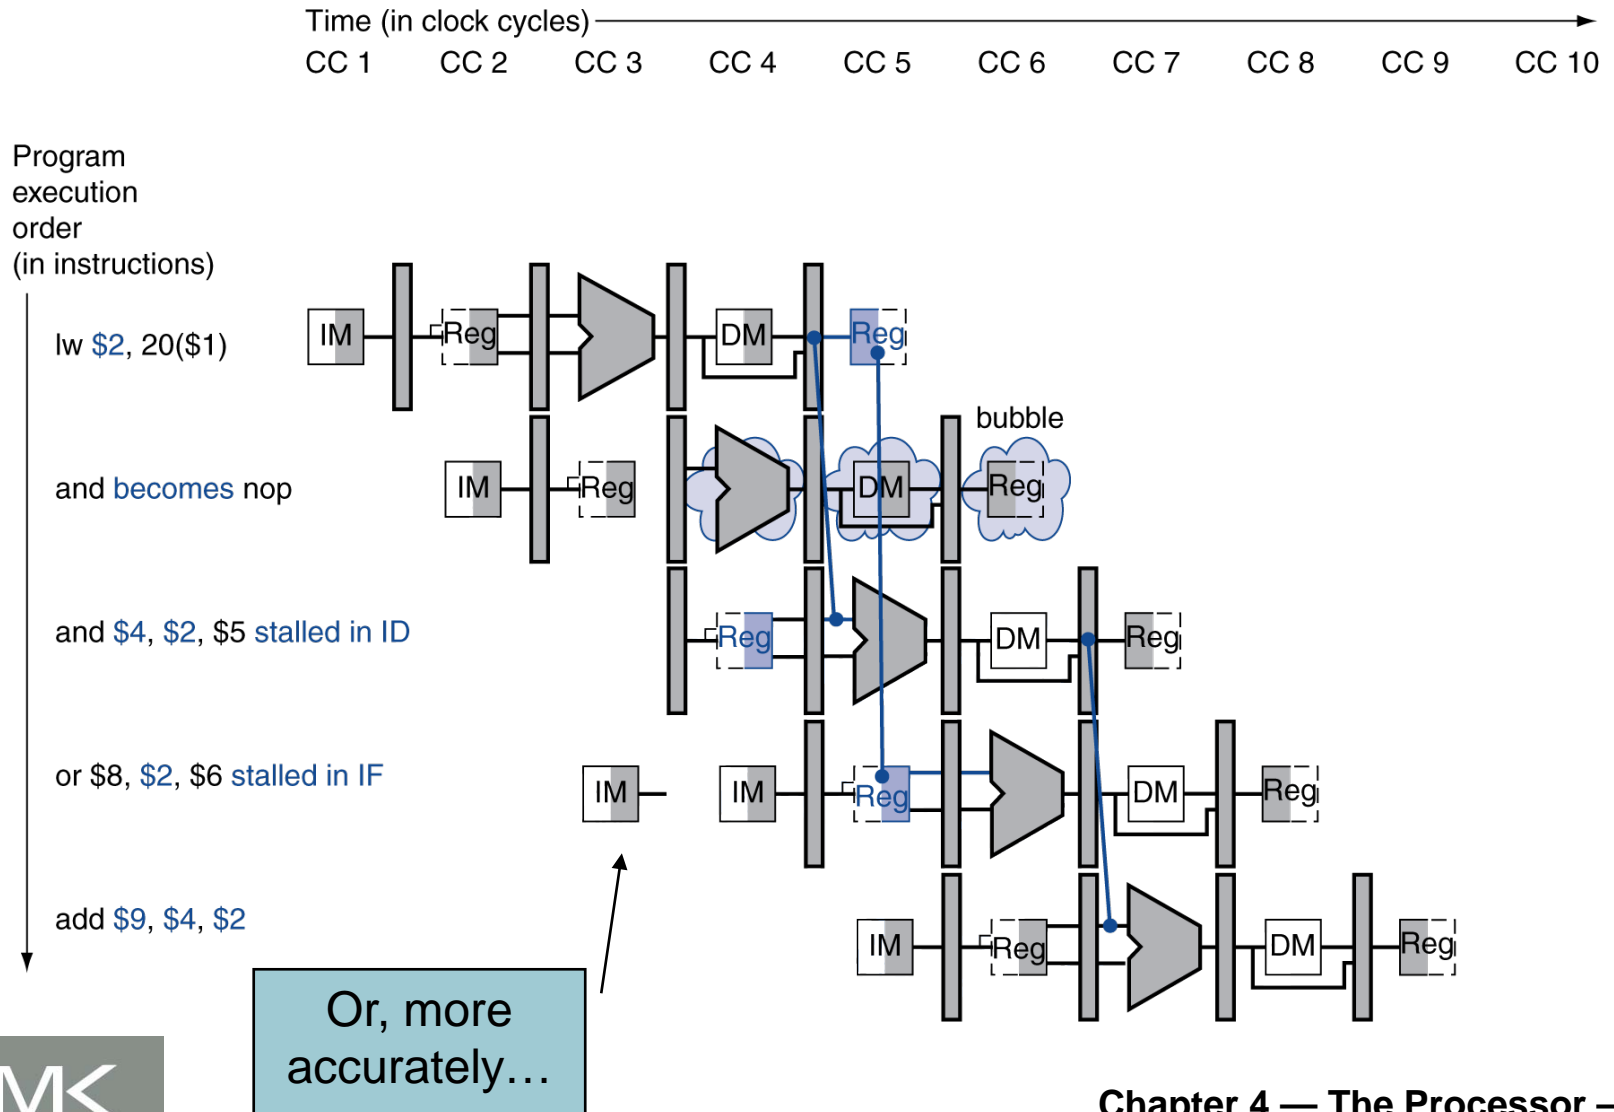 Time (in clock cycles)
CC 1 CC 2 CC 3 CC 4 CC 5 CC 6 CC 7 CC 8 CC 9 CC 10
Program
execution
order
(in instructions)
lw $2, 20($1)
IM Reg DM Reg
bubble
and becomes nop
IM Reg DM Reg
and $4, $2, $5 stalled in ID
Reg DM Reg
or $8, $2, $6 stalled in IF
IM IM Reg DM Reg
add $9, $4, $2
IM Reg DM Reg
Or, more
accurately…
MK
Chapter 4 — The Processor –